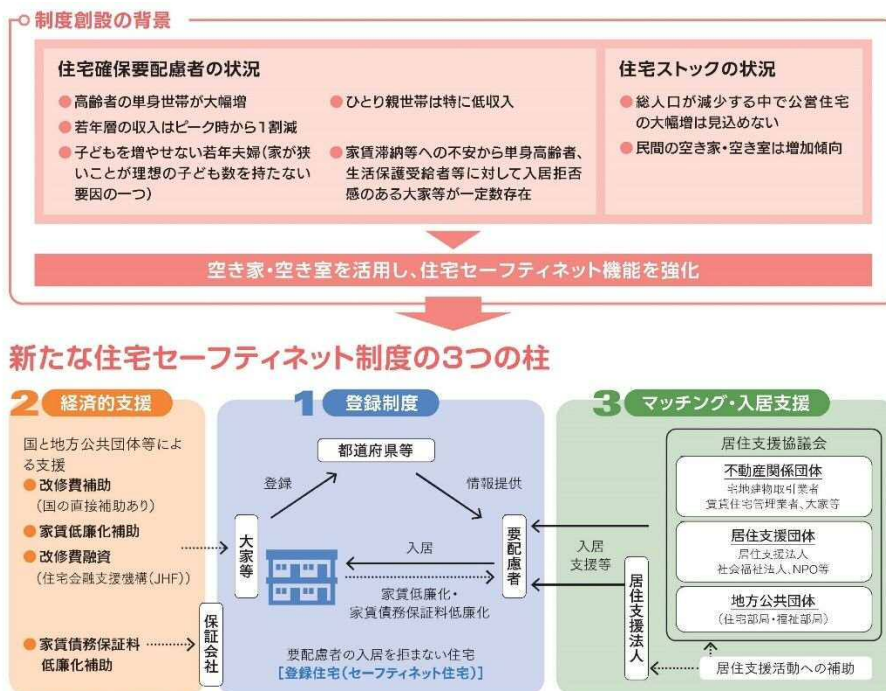 制度創設の背景
住宅確保要配慮者の状況
● 高齢者の単身世帯が大幅増
● 若年層の収入はピーク時から1割減
● 子どもを増やせない若年夫婦(家が狭
いことが理想の子ども数を持たない
要因の一つ)
● ひとり親世帯は特に低収入
● 家賃滞納等への不安から単身高齢者、
生活保護受給者等に対して入居拒否
感のある大家等が一定数存在
住宅ストックの状況
● 総人口が減少する中で公営住宅
の大幅増は見込めない
● 民間の空き家・空き室は増加傾向
空き家・空き室を活用し、住宅セーフティネット機能を強化
新たな住宅セーフティネット制度の3つの柱
2 経済的支援
国と地方公共団体等によ
る支援
● 改修費補助
(国の直接補助あり)
● 家賃低廉化補助
● 改修費融資
(住宅金融支援機構(JHF))
● 家賃債務保証料
低廉化補助
保証会社
1 登録制度
都道府県等
登録
情報提供
大家等
要配慮者
入居
家賃低廉化・
家賃債務保証料低廉化
要配慮者の入居を拒まない住宅
[登録住宅(セーフティネット住宅)]
3 マッチング・入居支援
居住支援協議会
不動産関係団体
宅地建物取引業者
賃貸住宅管理業者、大家等
居住支援団体
居住支援法人
社会福祉法人、NPO等
地方公共団体
(住宅部局・福祉部局)
入居
支援等
居住支援法人
居住支援活動への補助